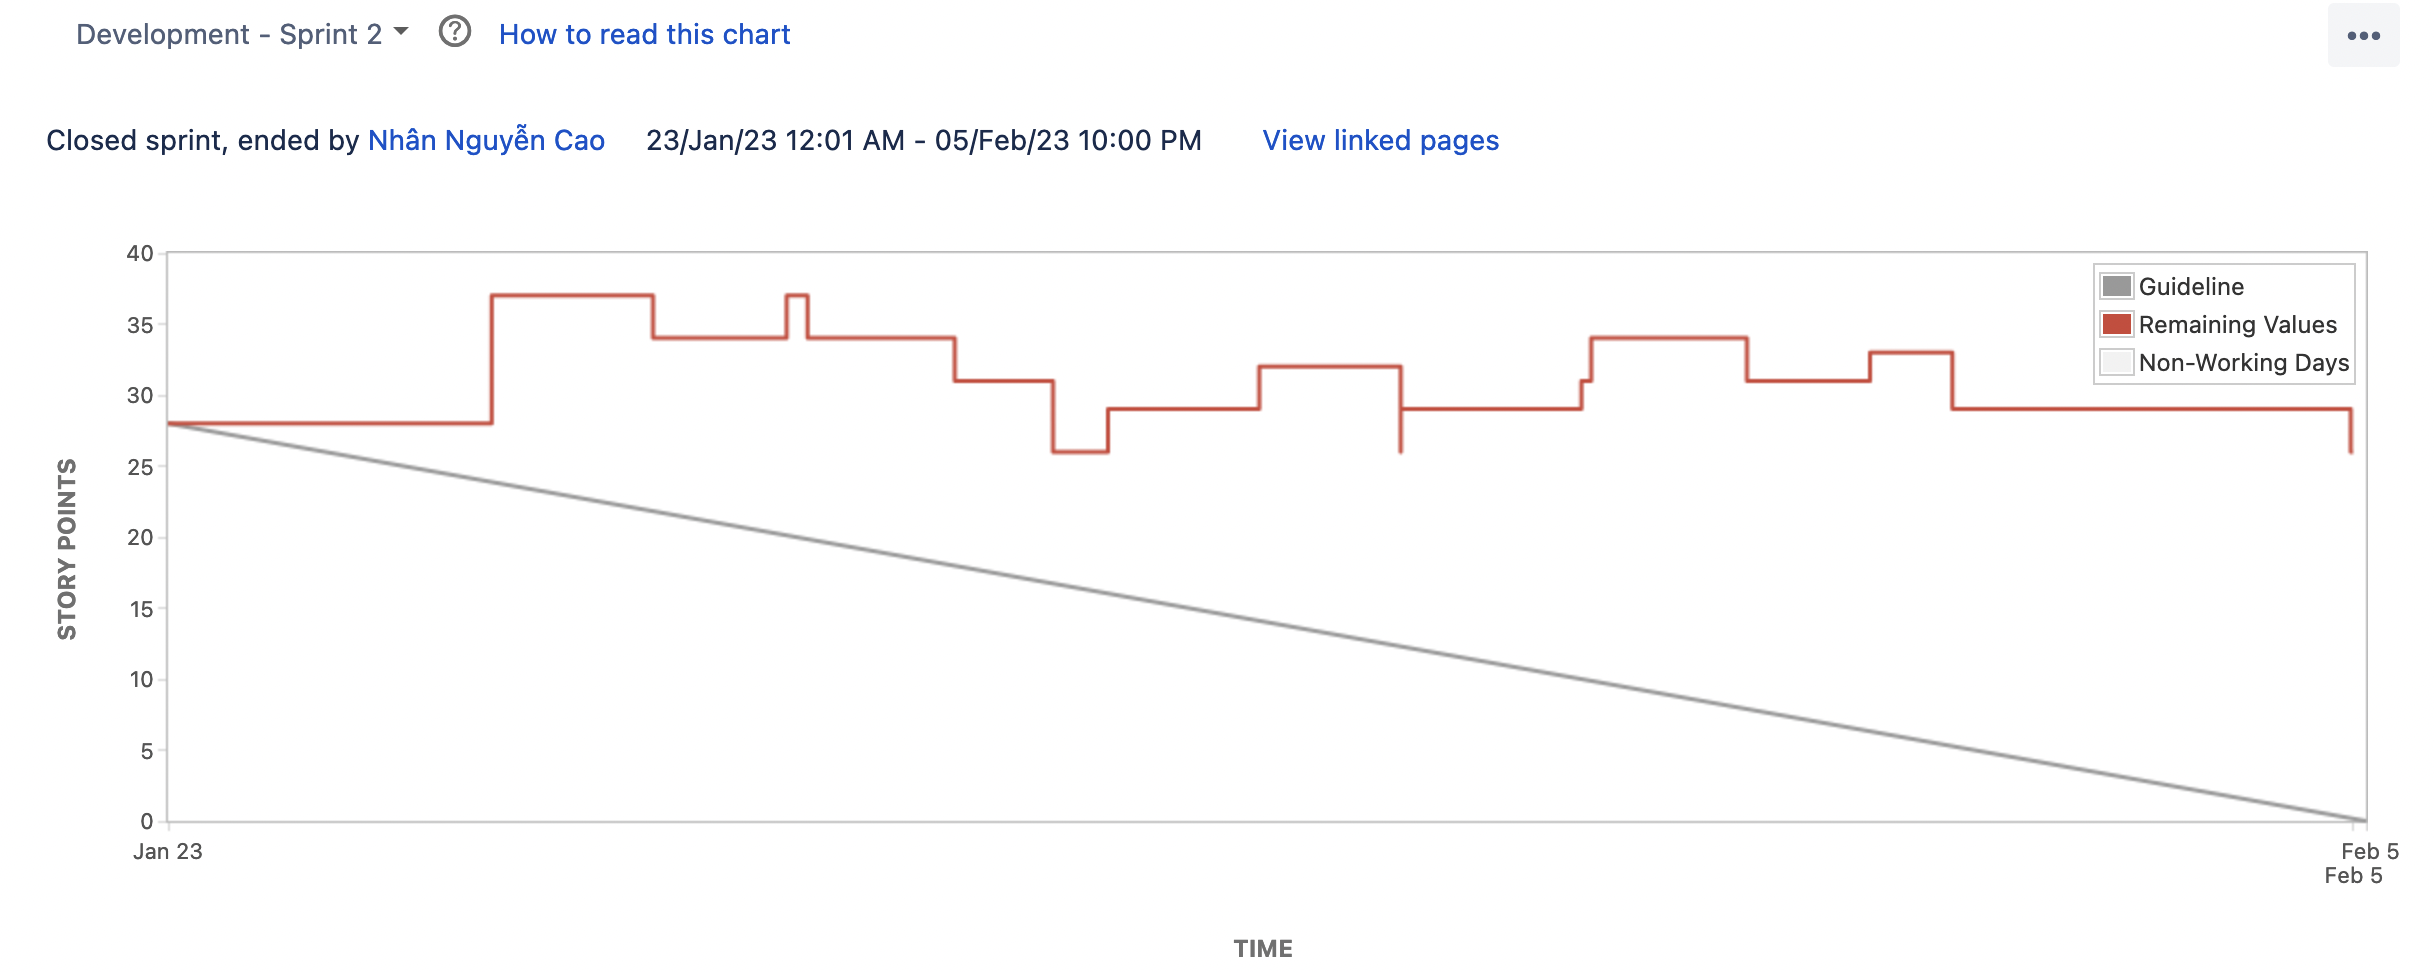 Development - Sprint 2
How to read this chart
Closed sprint, ended by Nhân Nguyễn Cao 23/Jan/23 12:01 AM - 05/Feb/23 10:00 PM View linked pages
STORY POINTS
40
35
30
25
20
15
10
5
0
Guideline
Remaining Values
Non-Working Days
Jan 23
Feb 5
Feb 5
TIME